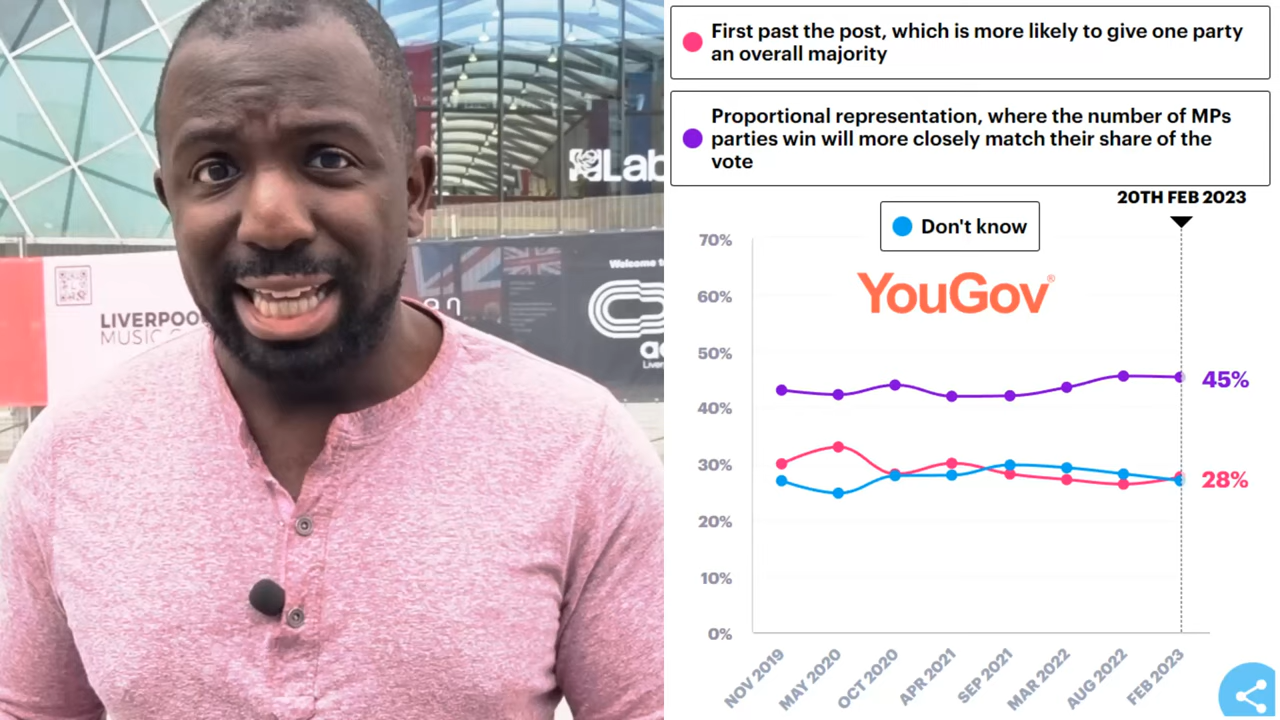 Lab
Welcome
LIVERPOO
MUSIC
First past the post, which is more likely to give one party
an overall majority
Proportional representation, where the number of MPs
parties win will more closely match their share of the
vote
20TH FEB 2023
Don't know
YouGov®
70%
60%
50%
40%
30%
20%
10%
0%
45%
28%
NOV 2019
MAY 2020
OCT 2020
APR 2021
SEP 2021
MAR 2022
AUG 2022
FEB 2023